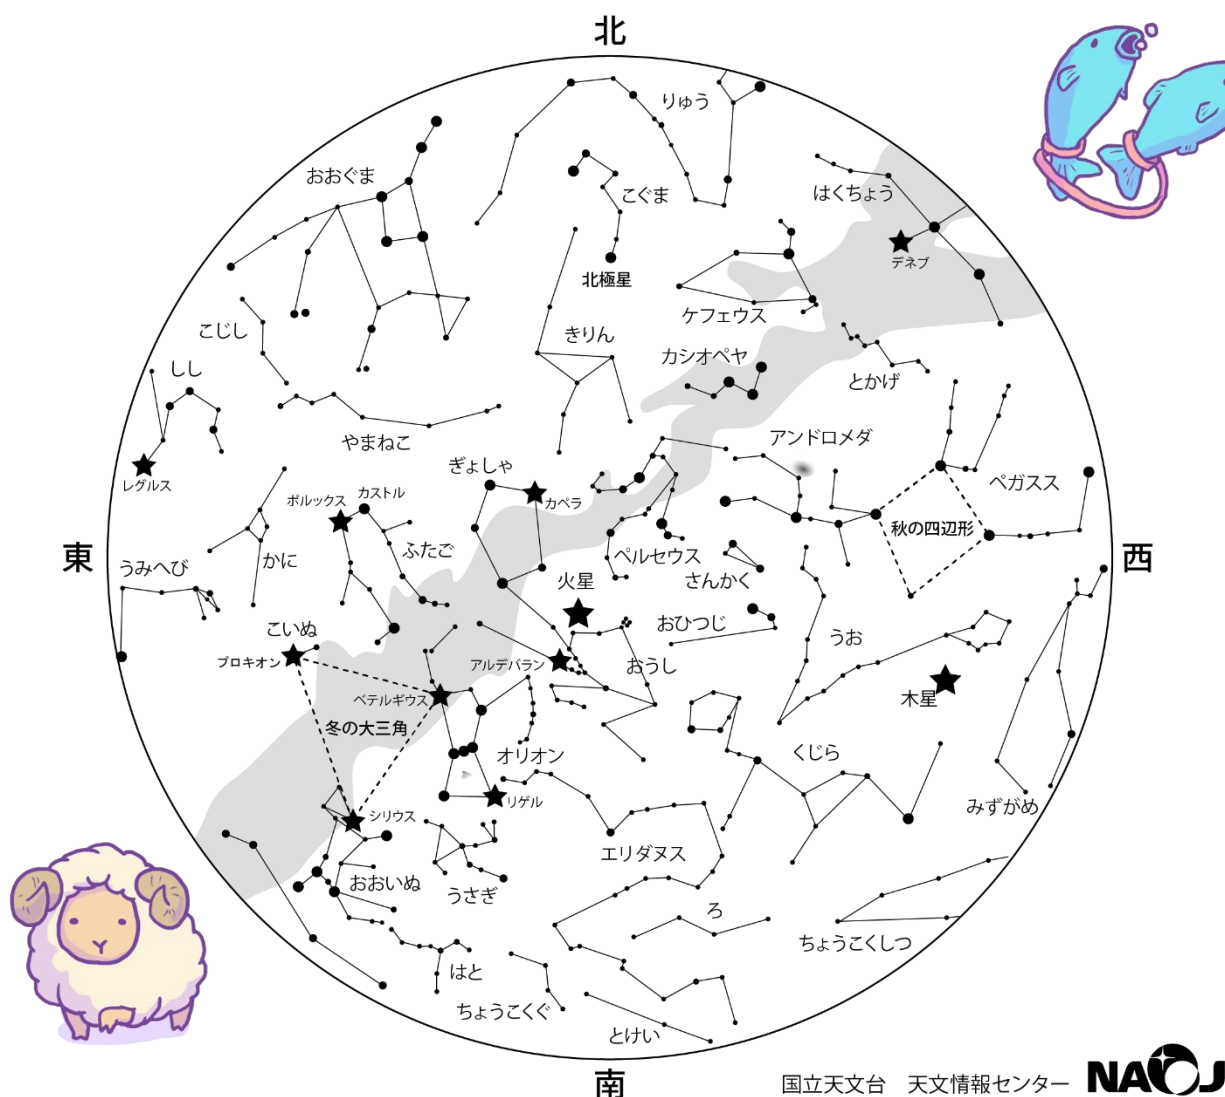 北
りゅう
おおぐま
こぐま
はくちょう
デネブ
北極星
ケフェウス
こじし
きりん
カシオペヤ
とかげ
しし
やまねこ
アンドロメダ
レグルス
ぎょしゃ
カペラ
ペガスス
ポルックス
カストル
秋の四辺形
東
うみへび
かに
ふたご
ペルセウス
さんかく
西
火星
こいぬ
プロキオン
おひつじ
うお
アルデバラン
おうし
ベテルギウス
木星
冬の大三角
オリオン
くじら
リゲル
みずがめ
シリウス
エリダヌス
おおいぬ
うさぎ
ろ
ちょうこくしつ
はと
ちょうこくぐ
とけい
南
国立天文台 天文情報センター
NAOJ